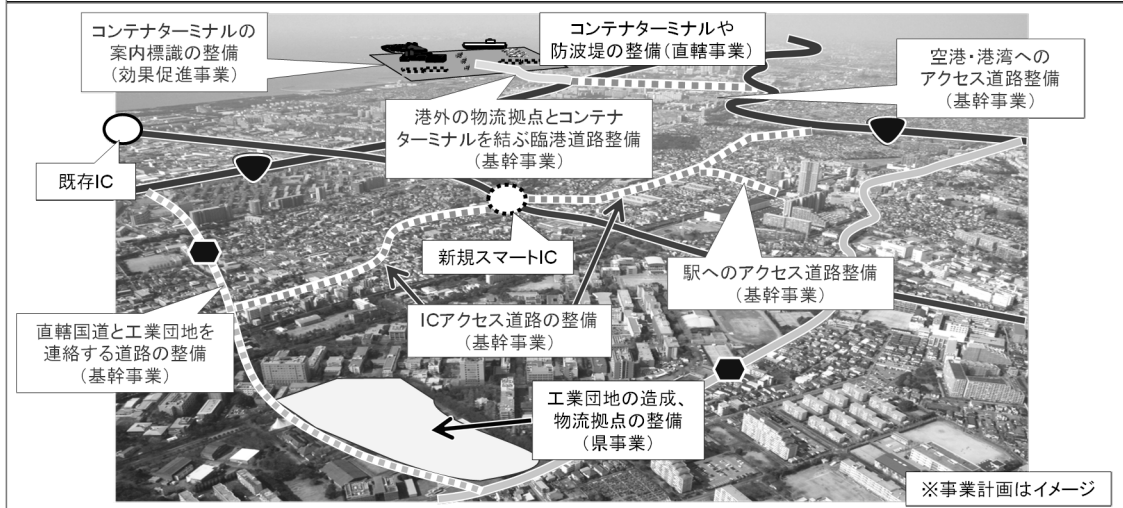 コンテナターミナルの
案内標識の整備
(効果促進事業)
コンテナターミナルや
防波堤の整備(直轄事業)
空港・港湾への
アクセス道路整備
(基幹事業)
港外の物流拠点とコンテナ
ターミナルを結ぶ臨港道路整備
(基幹事業)
既存IC
新規スマートIC
駅へのアクセス道路整備
(基幹事業)
ICアクセス道路の整備
(基幹事業)
直轄国道と工業団地を
連絡する道路の整備
(基幹事業)
工業団地の造成、
物流拠点の整備
(県事業)
※事業計画はイメージ